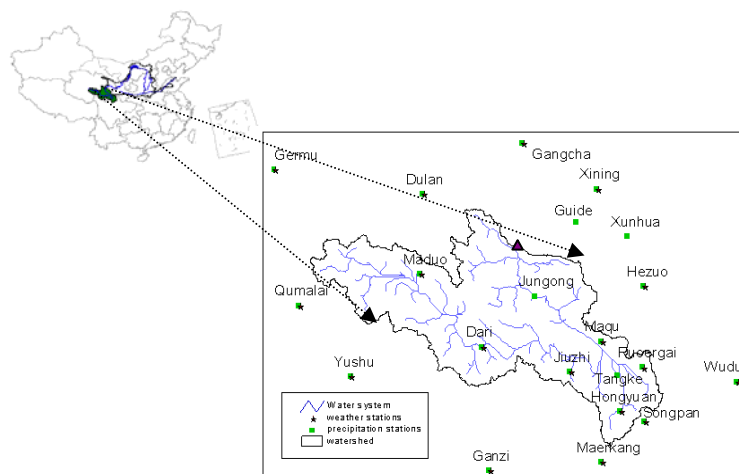 Gangcha
Germu
Xining
Dulan
Guide
Xunhua
Maduo
Hezuo
Jungong
Qumalai
Maqu
Dari
Ruoergai
Jiuzhi
Wudu
Yushu
Tangke
Hongyuan
Songpan
Water system
weather stations
precipitation stations
watershed
Maerkang
Ganzi